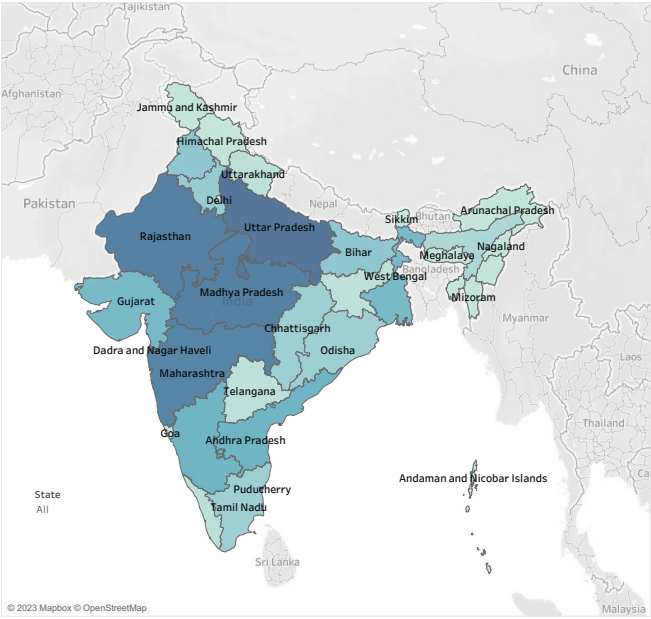 Tajikistan
China
Afghanistan
Jammu and Kashmir
Himachal Pradesh
Uttarakhand
Pakistan
Delhi
Nepal
Arunachal Pradesh
Sikkim
Bhutan
Uttar Pradesh
Rajasthan
Nagaland
Bihar
Meghalaya
Bangladesh
West Bengal
Madhya Pradesh
India
Gujarat
Mizoram
Myanmar
Chhattisgarh
Dadra and Nagar Haveli
Odisha
Laos
Maharashtra
Telangana
Thailand
Goa
Andhra Pradesh
Ca
Andaman and Nicobar Islands
Puducherry
State
All
Tamil Nadu
Sri Lanka
© 2023 Mapbox © OpenStreetMap
Malaysia